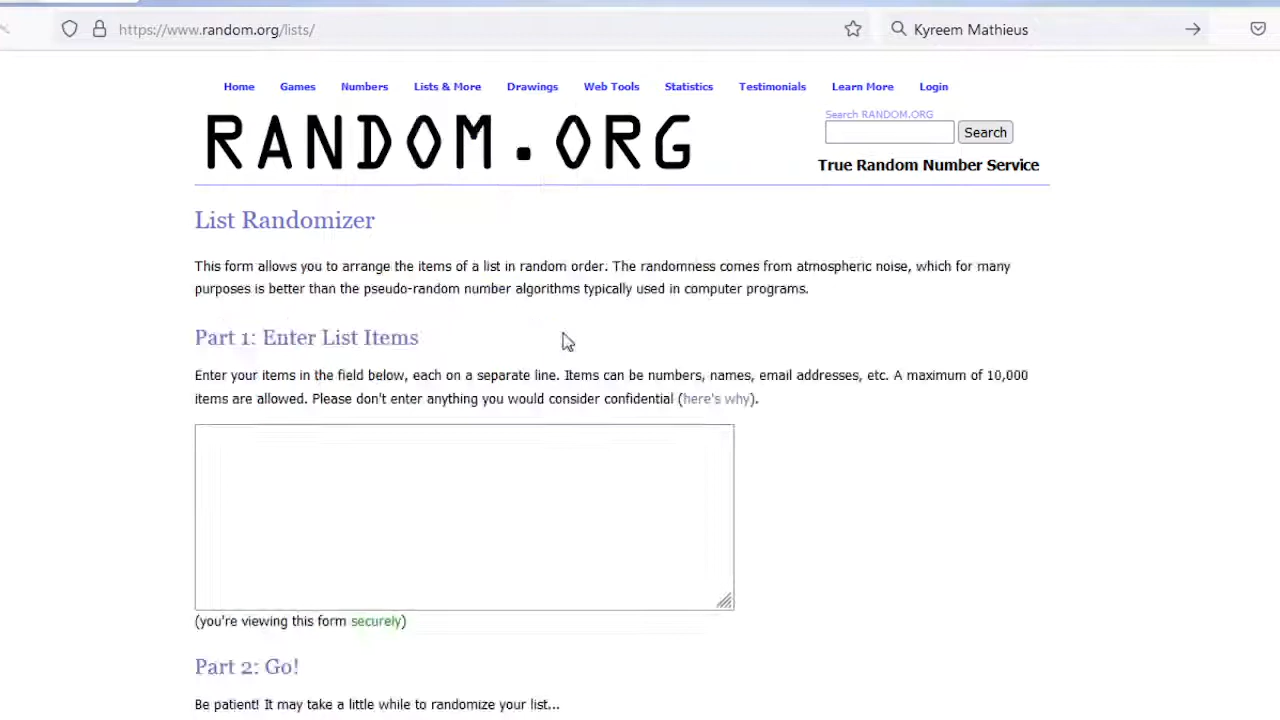 https://www.random.org/lists/
Kyreem Mathieus
Home Games Numbers Lists & More Drawings Web Tools Statistics Testimonials Learn More Login
RANDOM.ORG
Search RANDOM.ORG
Search
True Random Number Service
List Randomizer
This form allows you to arrange the items of a list in random order. The randomness comes from atmospheric noise, which for many
purposes is better than the pseudo-random number algorithms typically used in computer programs.
Part 1: Enter List Items
Enter your items in the field below, each on a separate line. Items can be numbers, names, email addresses, etc. A maximum of 10,000
items are allowed. Please don't enter anything you would consider confidential (here's why).
(you're viewing this form securely)
Part 2: Go!
Be patient! It may take a little while to randomize your list...